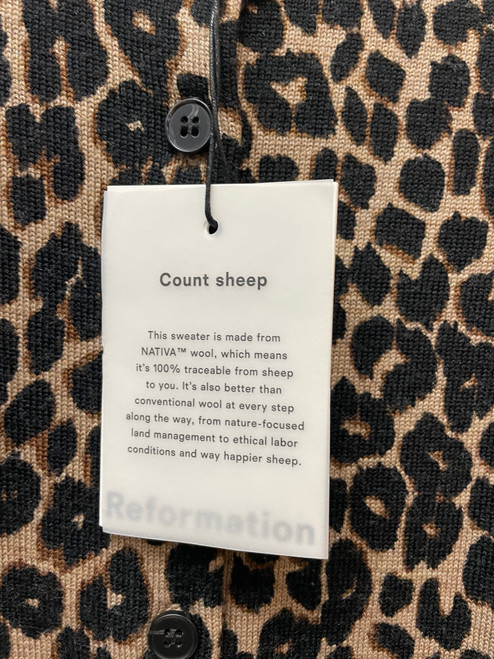 Count sheep
This sweater is made from
NATIVA™ wool, which means
it's 100% traceable from sheep
to you. It's also better than
conventional wool at every step
along the way, from nature-focused
land management to ethical labor
conditions and way happier sheep.
Reformation